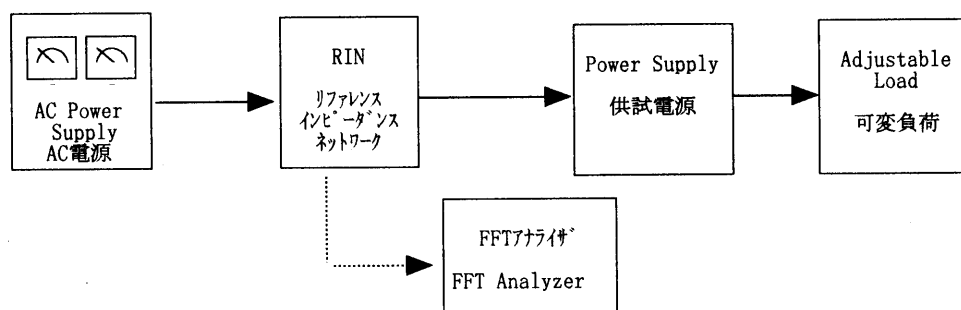 AC Power
Supply
AC電源
RIN
リファレンス
インピーダンス
ネットワーク
Power Supply
供試電源
Adjustable
Load
可変負荷
FFTアナライザ
FFT Analyzer